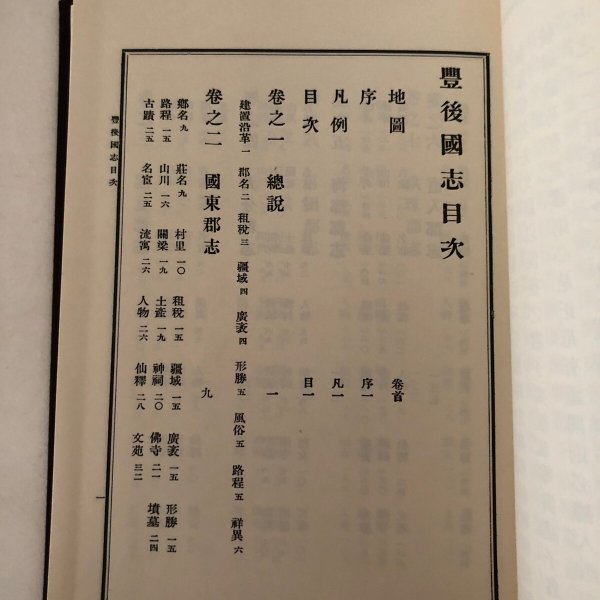 豐後國志目次
地圖 卷首
序 序一
凡例 凡一
目次 目一
卷之一 總說 一
建置沿革 一 郡名 二 租稅 三 疆域 四 廣袤 四 形勝 五 風俗 五 路程 五 祥異 六
卷之二 國東郡志 九
鄉名 九 莊名 九 村里 一〇 租稅 一五 疆域 一五 廣袤 一五 形勝 一五
路程 一五 山川 一六 關梁 一九 土產 一九 神祠 二〇 佛寺 二一 墳墓 二四
古蹟 二五 名宦 二五 流寓 二六 人物 二六 仙釋 二八 文苑 三二
豐後國志目次
一